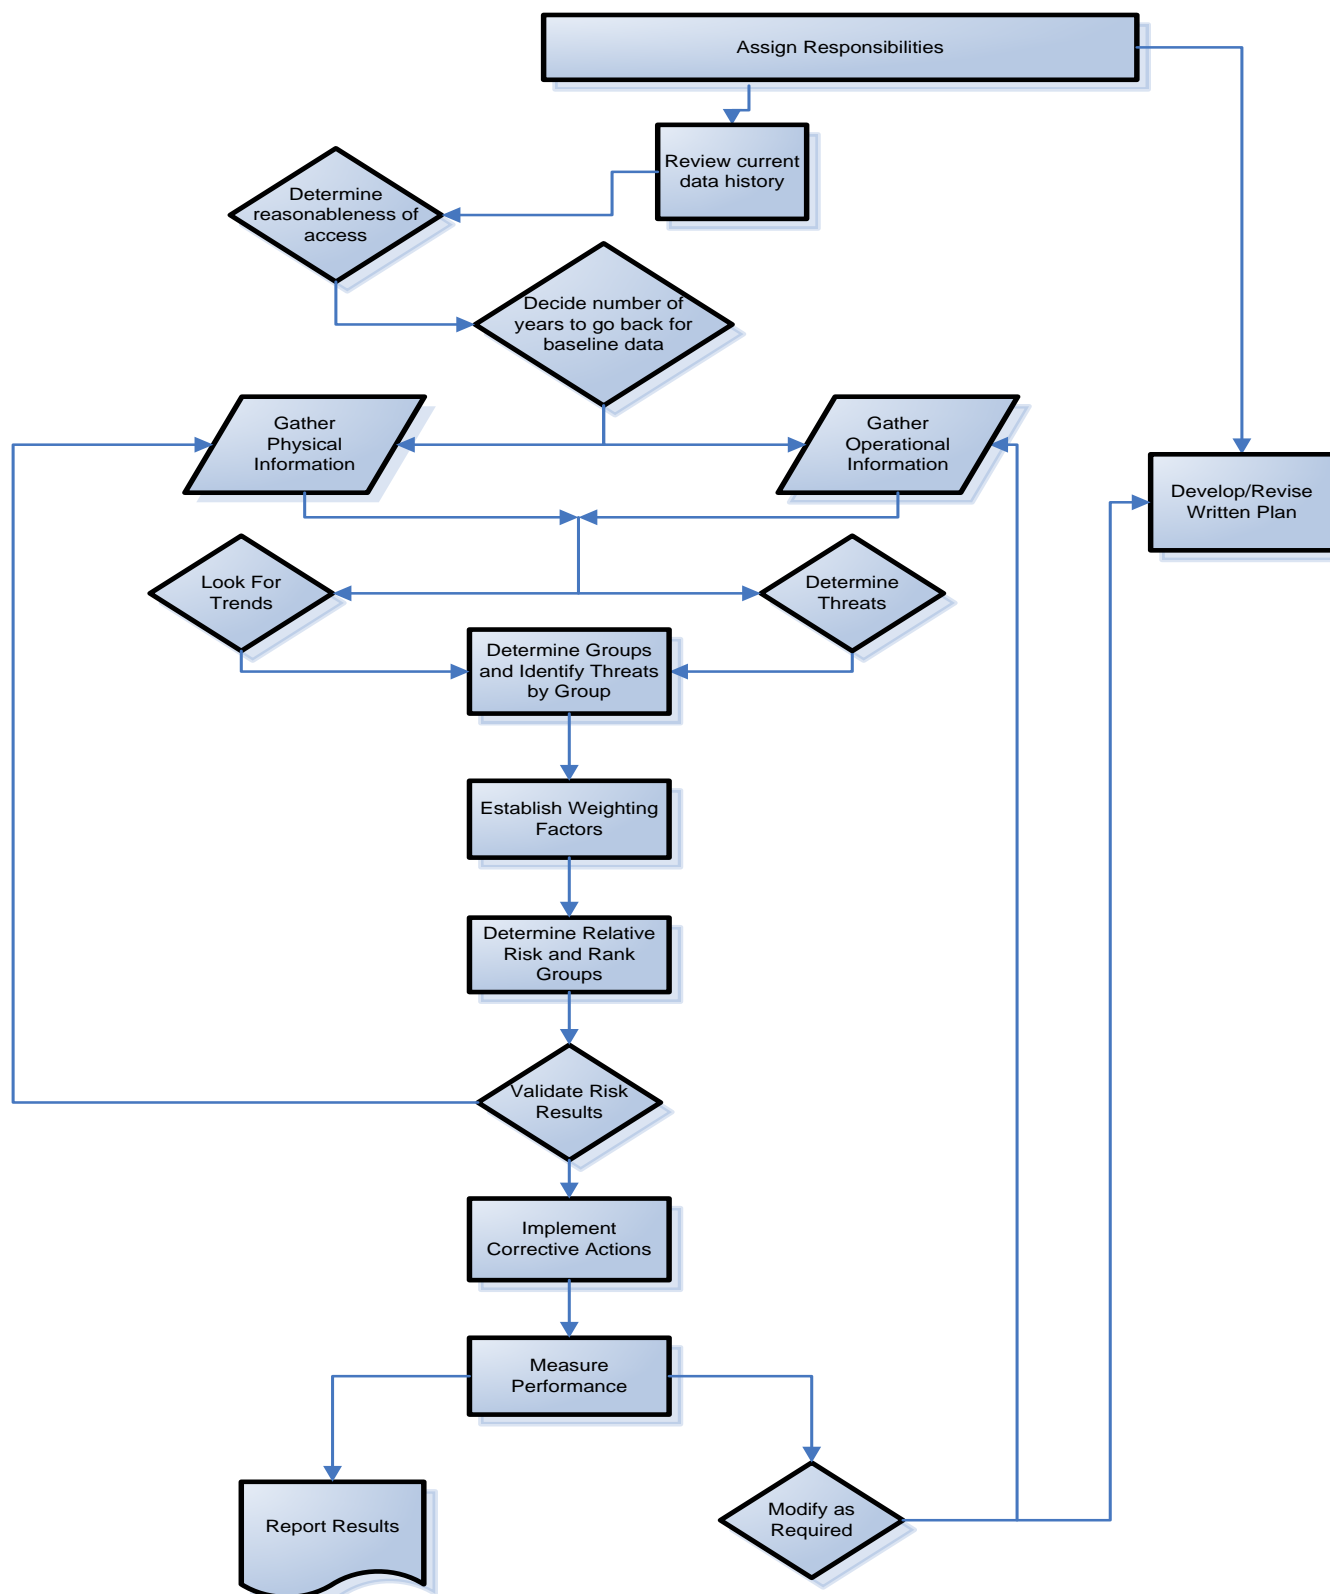 Assign Responsibilities
Review current
data history
Determine
reasonableness of
access
Decide number of
years to go back for
baseline data
Gather
Physical
Information
Gather
Operational
Information
Develop/Revise
Written Plan
Look For
Trends
Determine
Threats
Determine Groups
and Identify Threats
by Group
Establish Weighting
Factors
Determine Relative
Risk and Rank
Groups
Validate Risk
Results
Implement
Corrective Actions
Measure
Performance
Report Results
Modify as
Required